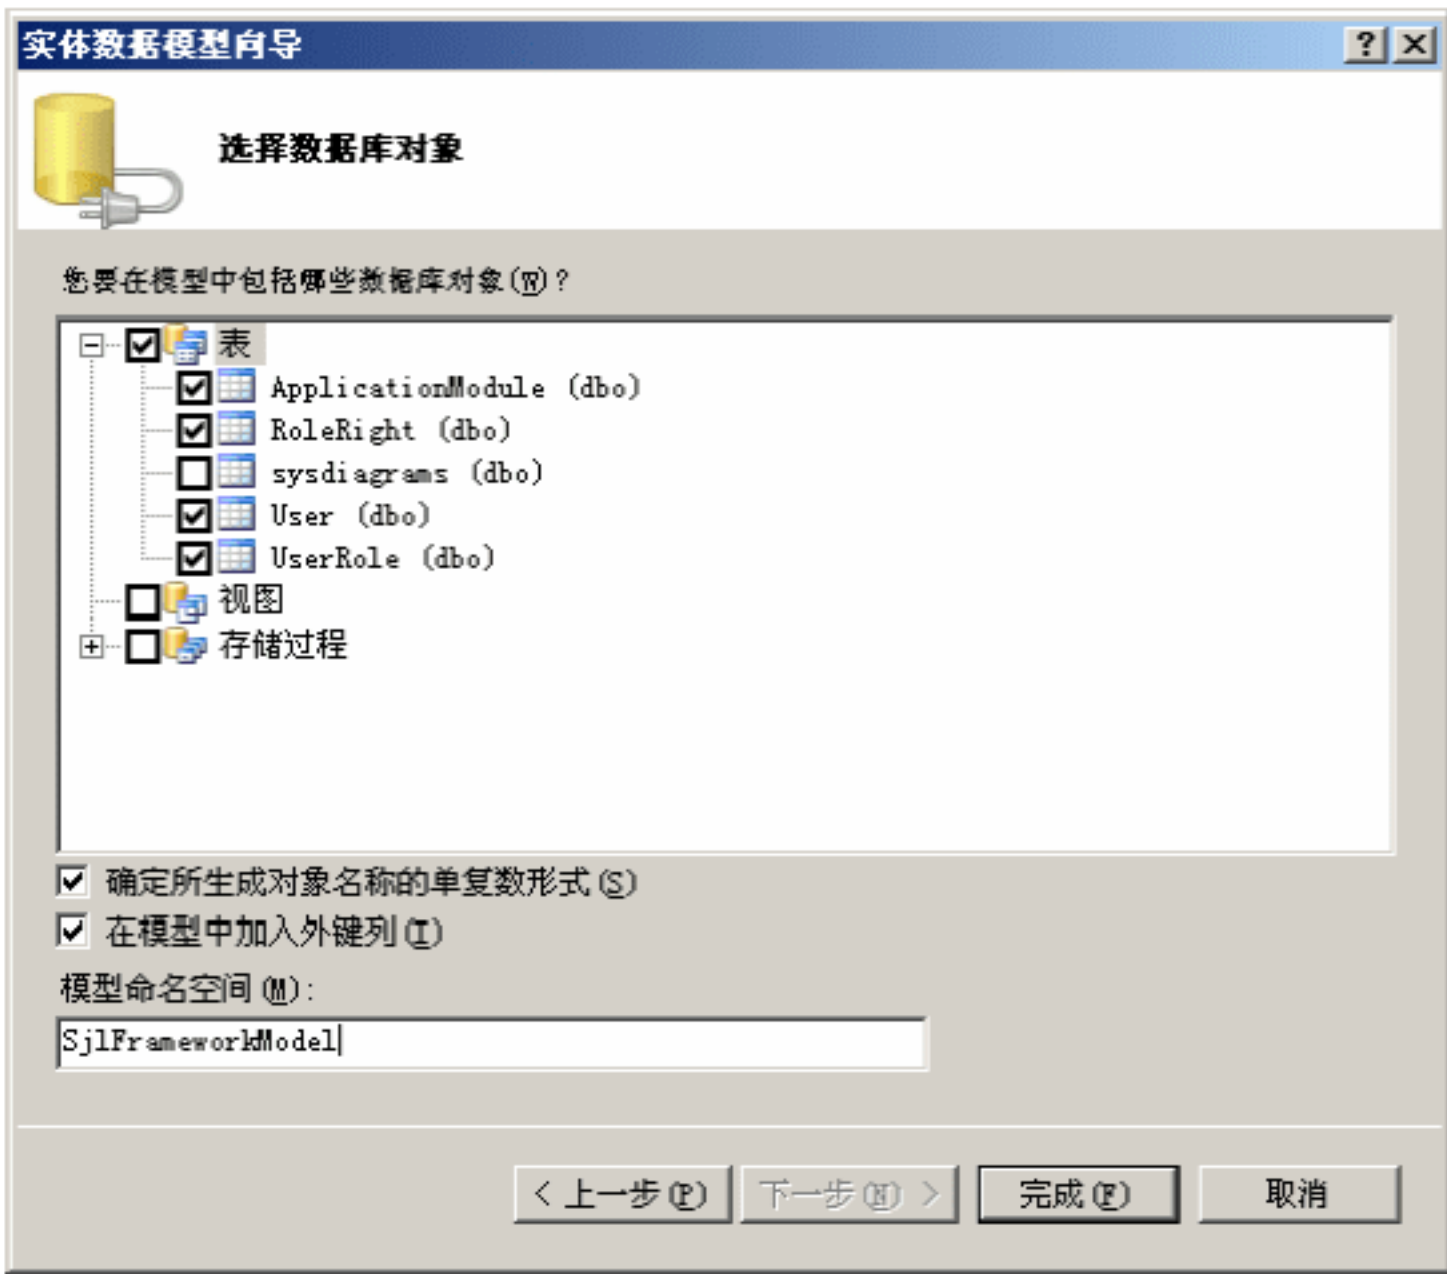 实体数据模型向导
选择数据库对象
您要在模型中包括哪些数据库对象(W)?
表
ApplicationModule (dbo)
RoleRight (dbo)
sysdiagrams (dbo)
User (dbo)
UserRole (dbo)
视图
存储过程
确定所生成对象名称的单复数形式(S)
在模型中加入外键列(I)
模型命名空间(M):
SjlFrameworkModel
< 上一步(P) 下一步(N) > 完成(F) 取消